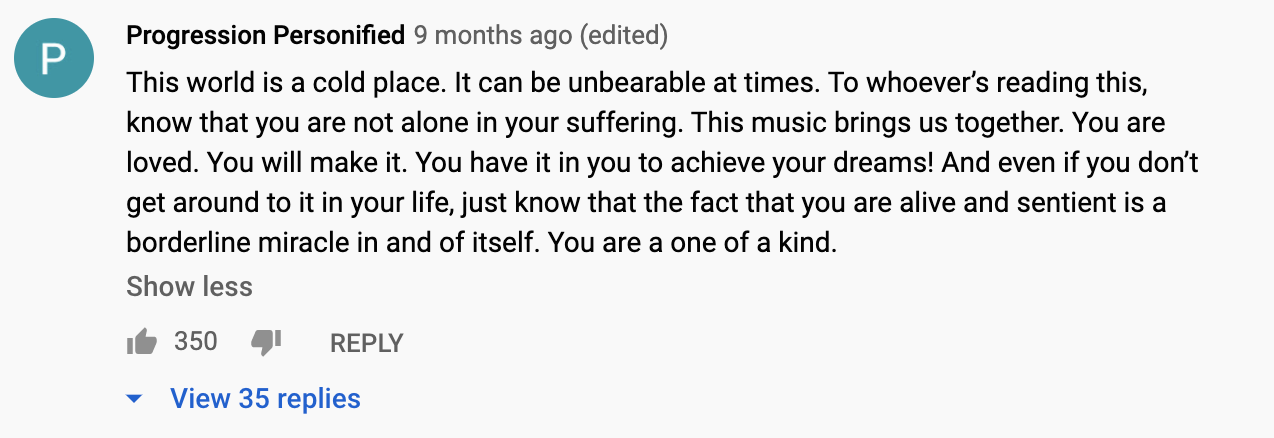 P
Progression Personified 9 months ago (edited)
This world is a cold place. It can be unbearable at times. To whoever’s reading this,
know that you are not alone in your suffering. This music brings us together. You are
loved. You will make it. You have it in you to achieve your dreams! And even if you don’t
get around to it in your life, just know that the fact that you are alive and sentient is a
borderline miracle in and of itself. You are a one of a kind.
Show less
350 REPLY
View 35 replies